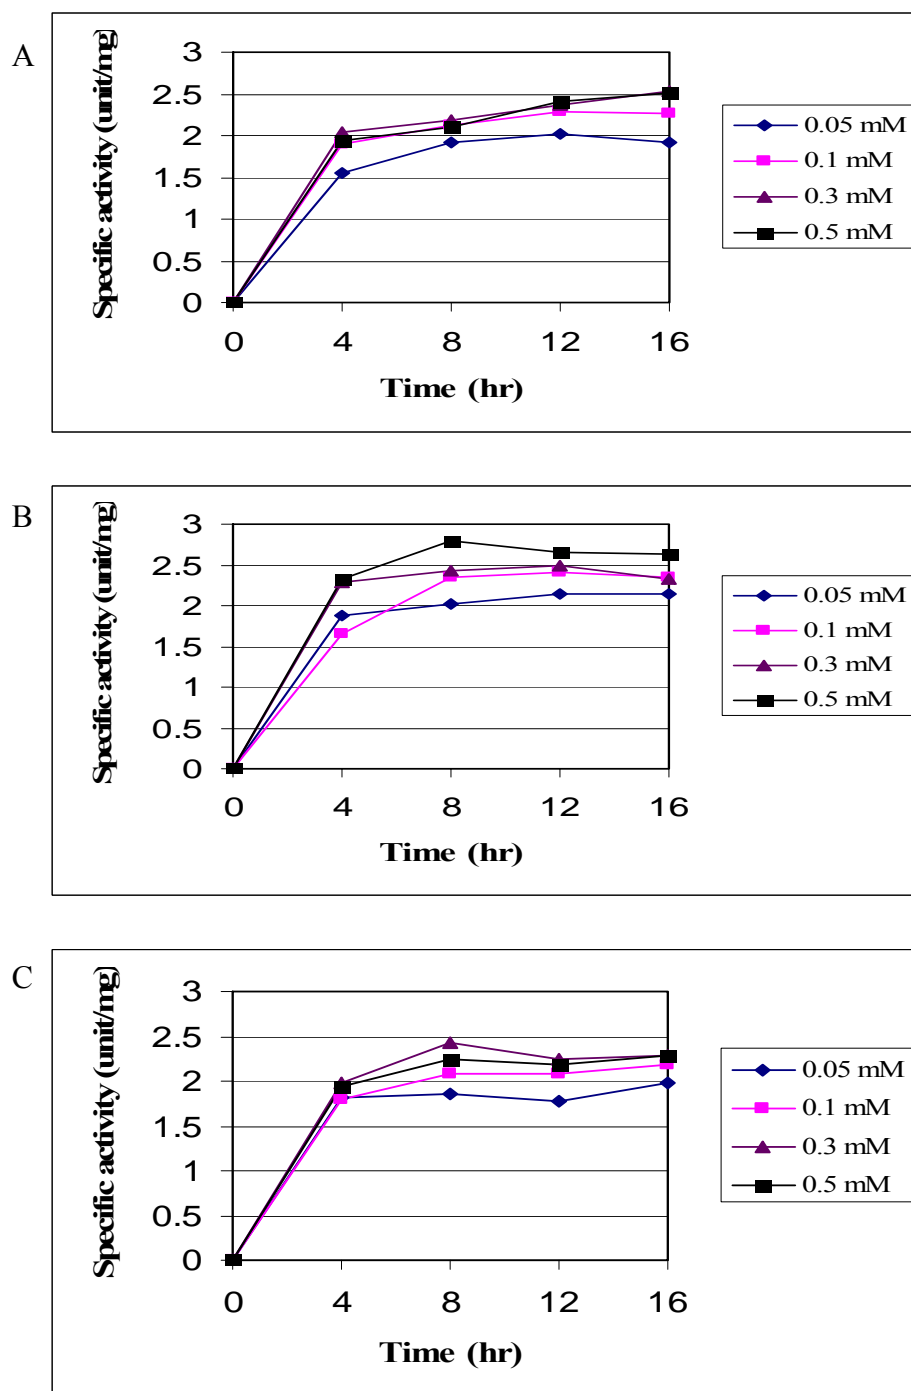 A
Specific activity (unit/mg)
3
2.5
2
1.5
1
0.5
0
0 4 8 12 16
Time (hr)
0.05 mM
0.1 mM
0.3 mM
0.5 mM
B
Specific activity (unit/mg)
3
2.5
2
1.5
1
0.5
0
0 4 8 12 16
Time (hr)
0.05 mM
0.1 mM
0.3 mM
0.5 mM
C
Specific activity (unit/mg)
3
2.5
2
1.5
1
0.5
0
0 4 8 12 16
Time (hr)
0.05 mM
0.1 mM
0.3 mM
0.5 mM